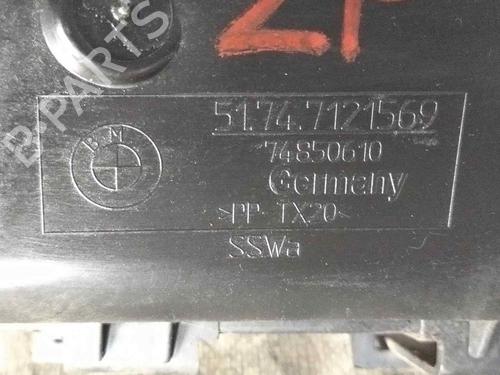 ZP
BMW
51.74.7121569
74850610
Germany
>PP-TX20<
SSWa
B-PARTS